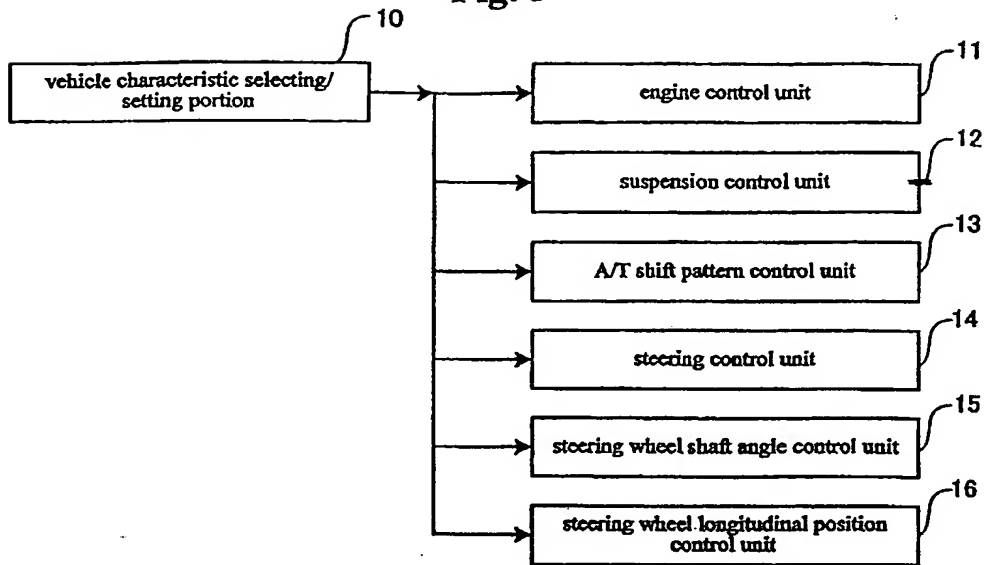 10
vehicle characteristic selecting/
setting portion
engine control unit
11
suspension control unit
12
A/T shift pattern control unit
13
steering control unit
14
steering wheel shaft angle control unit
15
steering wheel longitudinal position
control unit
16